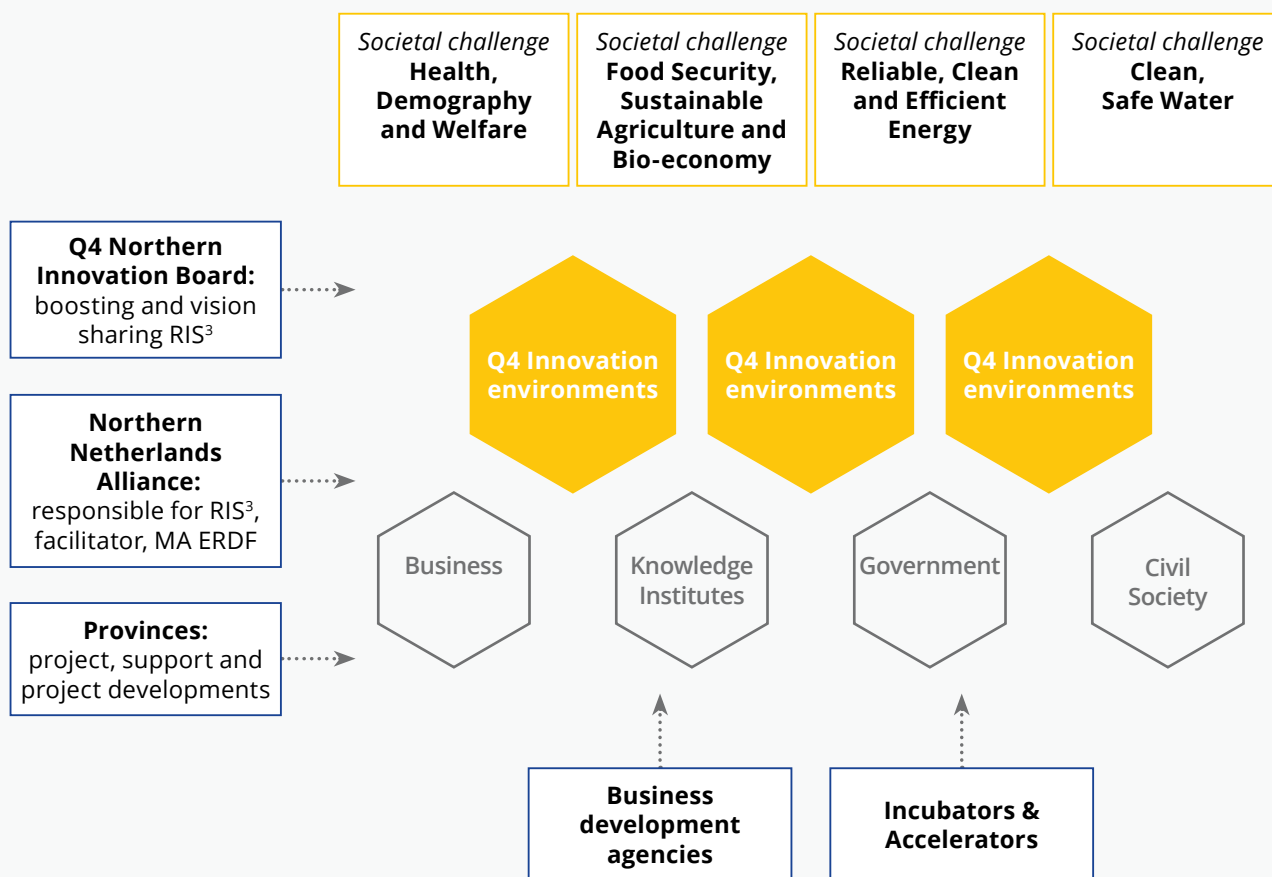 Societal challenge
Health,
Demography
and Welfare
Societal challenge
Food Security,
Sustainable
Agriculture and
Bio-economy
Societal challenge
Reliable, Clean
and Efficient
Energy
Societal challenge
Clean,
Safe Water
Q4 Northern
Innovation Board:
boosting and vision
sharing RIS³
Northern
Netherlands
Alliance:
responsible for RIS³,
facilitator, MA ERDF
Provinces:
project, support and
project developments
Q4 Innovation
environments
Q4 Innovation
environments
Q4 Innovation
environments
Business
Knowledge
Institutes
Government
Civil
Society
Business
development
agencies
Incubators &
Accelerators